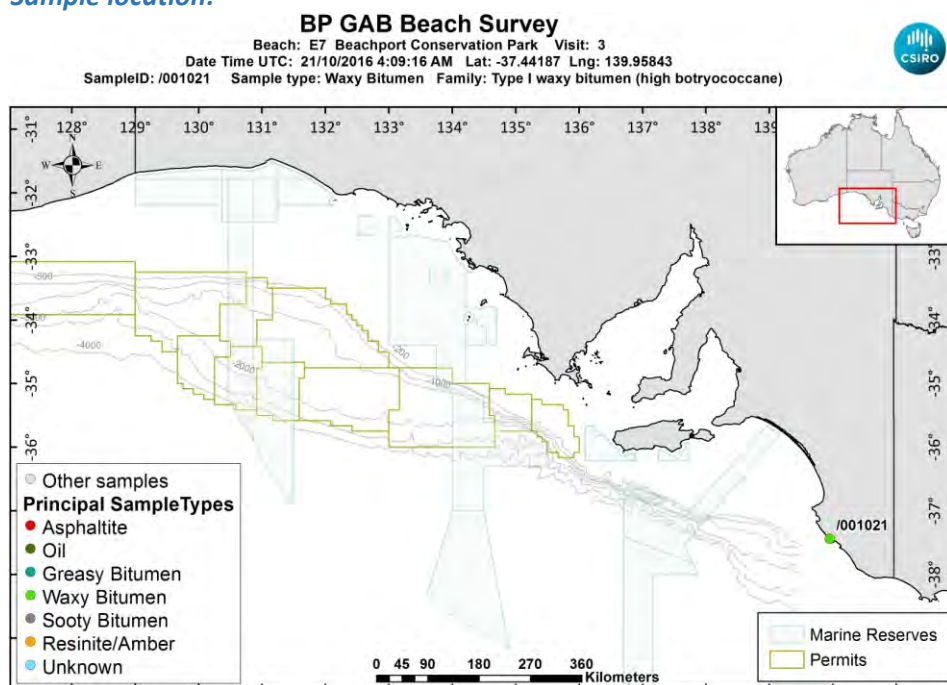 Sample location:
BP GAB Beach Survey
Beach: E7 Beachport Conservation Park Visit: 3
Date Time UTC: 21/10/2016 4:09:16 AM Lat: -37.44187 Lng: 139.95843
SampleID: /001021 Sample type: Waxy Bitumen Family: Type I waxy bitumen (high botryococcane)
CSIRO
128° 129° 130° 131° 132° 133° 134° 135° 136° 137° 138° 139
-31°
-32°
-33°
-34°
-35°
-36°
-37°
-38°
N
W E
S
-33°
-34°
-35°
-36°
-37°
-38°
-4000
-2000
-200
-1000
/001021
Other samples
Principal SampleTypes
Asphaltite
Oil
Greasy Bitumen
Waxy Bitumen
Sooty Bitumen
Resinite/Amber
Unknown
0 45 90 180 270 360
Kilometers
Marine Reserves
Permits